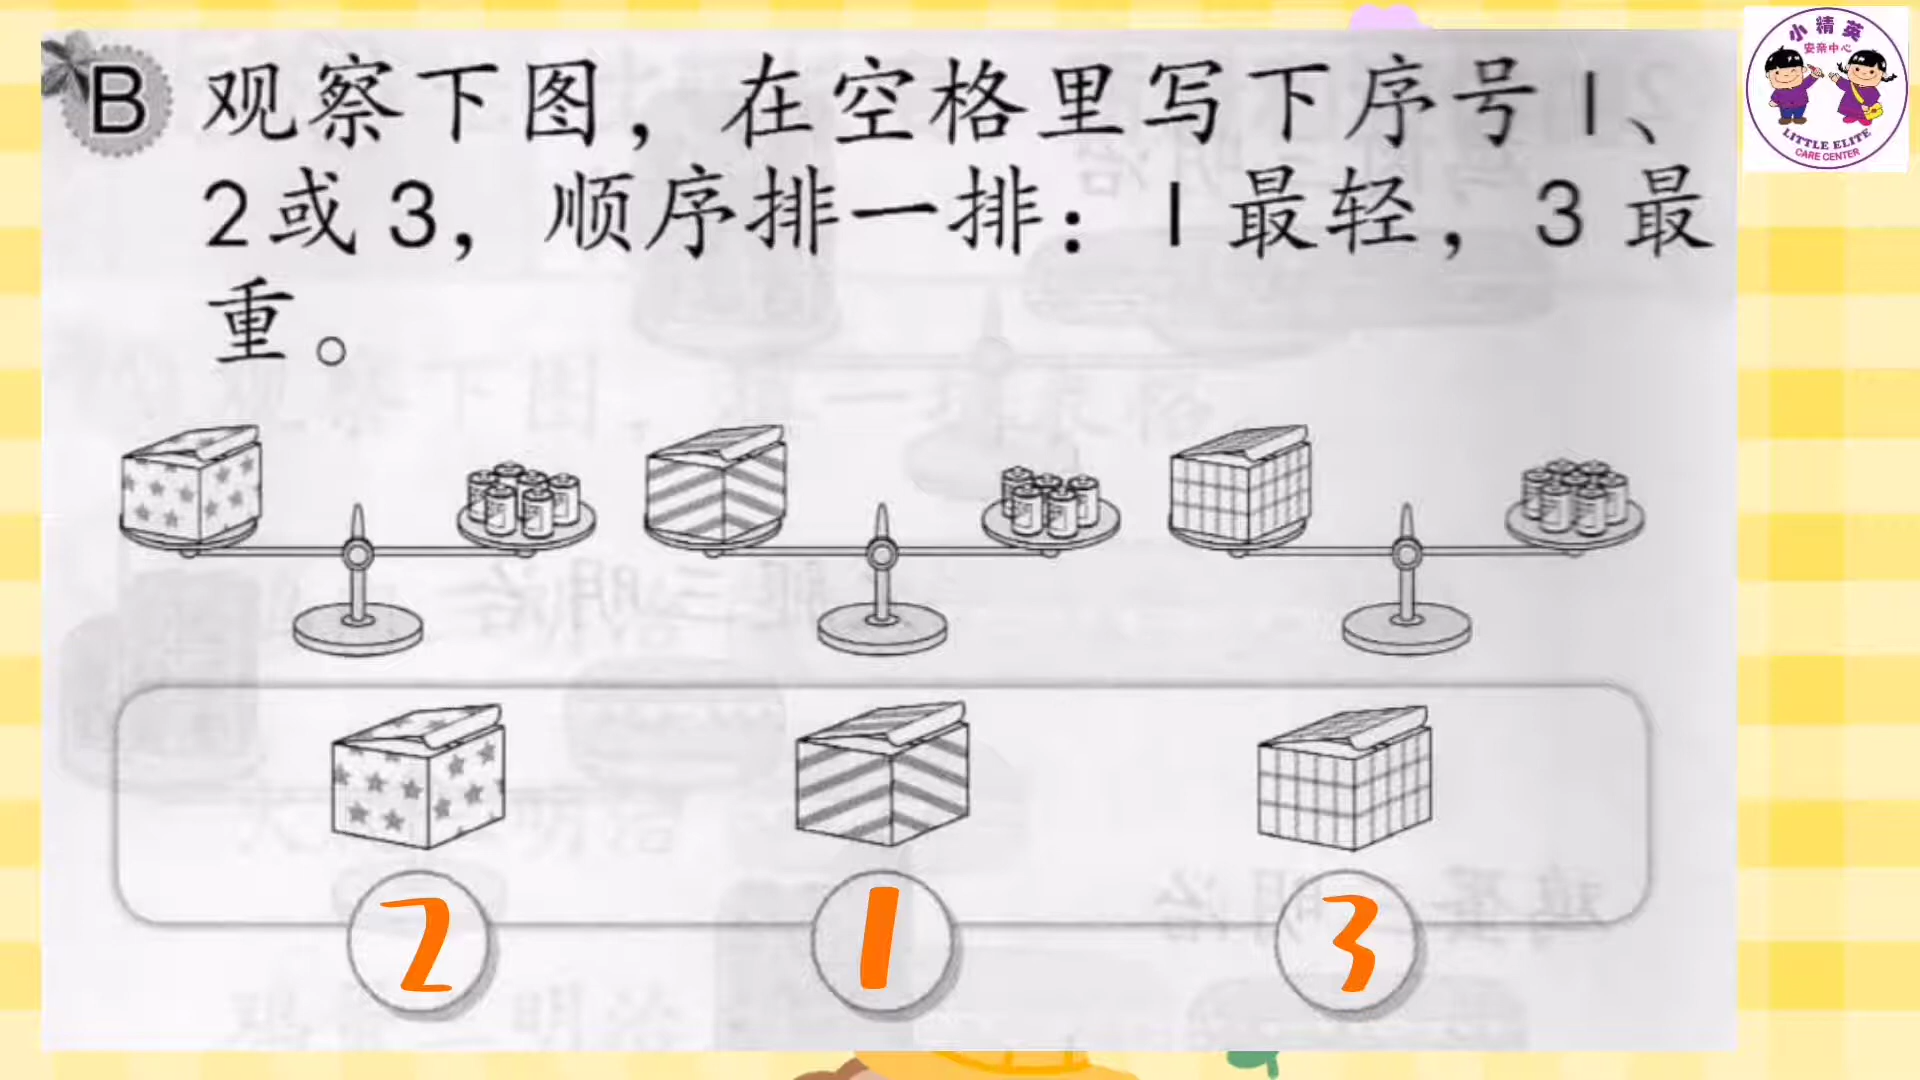 小精英
安亲中心
LITTLE ELITE
CARE CENTER
B 观察下图，在空格里写下序号 1、
2或 3，顺序排一排：1 最轻，3 最
重。
2 1 3